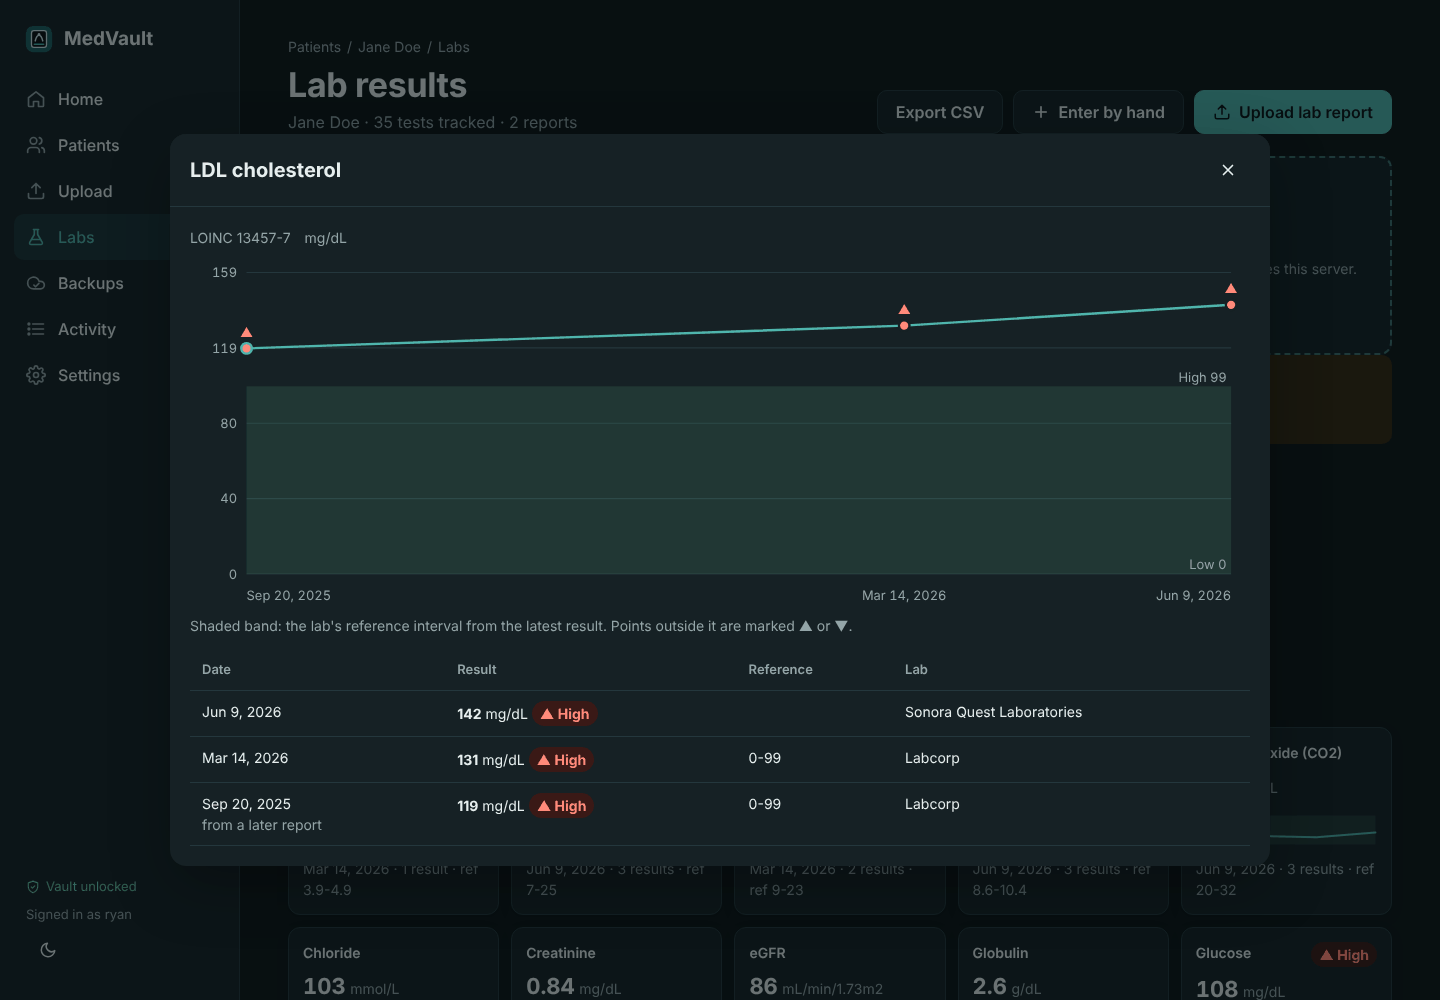 MedVault
Home
Patients
Upload
Labs
Backups
Activity
Settings
Vault unlocked
Signed in as ryan
Patients / Jane Doe / Labs
Lab results
Jane Doe · 35 tests tracked · 2 reports
Export CSV
Enter by hand
Upload lab report
s this server.
LDL cholesterol
LOINC 13457-7 mg/dL
159
119
80
40
0
High 99
Low 0
Sep 20, 2025
Mar 14, 2026
Jun 9, 2026
Shaded band: the lab's reference interval from the latest result. Points outside it are marked ▲ or ▼.
Date Result Reference Lab
Jun 9, 2026 142 mg/dL ▲ High Sonora Quest Laboratories
Mar 14, 2026 131 mg/dL ▲ High 0-99 Labcorp
Sep 20, 2025 119 mg/dL ▲ High 0-99 Labcorp
from a later report
xide (CO2)
L
Mar 14, 2026 · 1 result · ref
3.9-4.9
Jun 9, 2026 · 3 results · ref
7-25
Mar 14, 2026 · 2 results ·
ref 9-23
Jun 9, 2026 · 3 results · ref
8.6-10.4
Jun 9, 2026 · 3 results · ref
20-32
Chloride
103 mmol/L
Creatinine
0.84 mg/dL
eGFR
86 mL/min/1.73m2
Globulin
2.6 g/dL
Glucose
▲ High
108 mg/dL